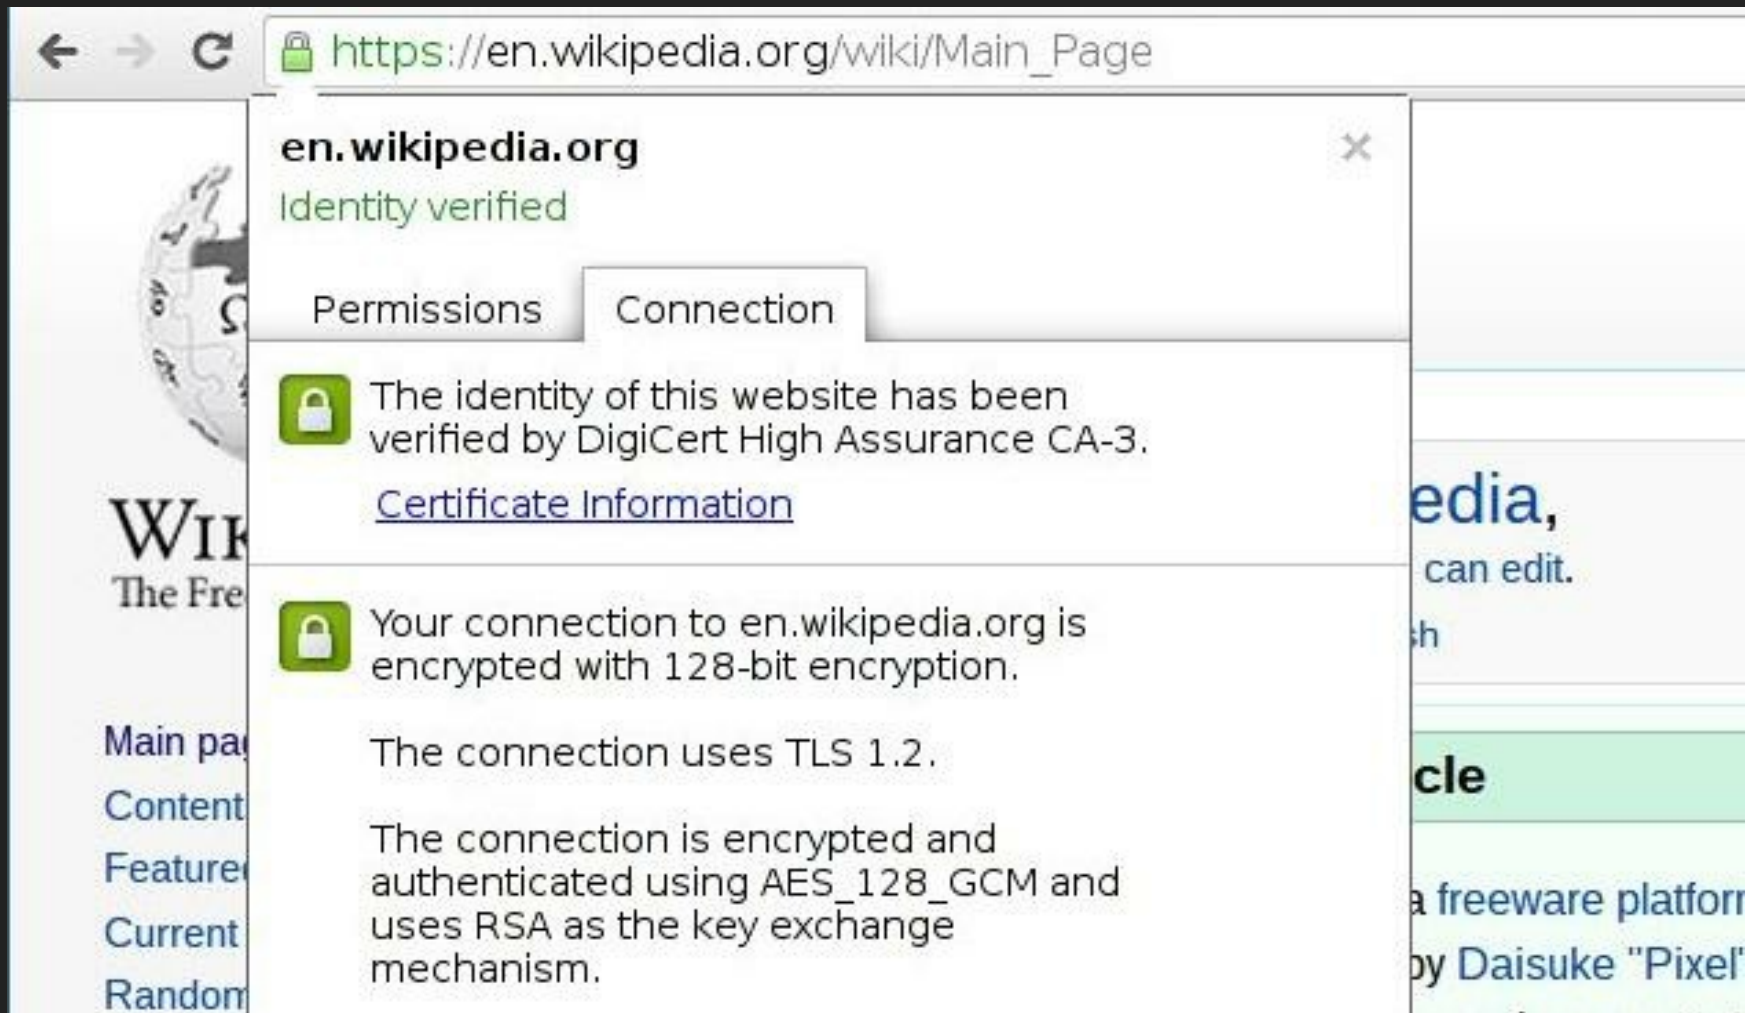 https://en.wikipedia.org/wiki/Main_Page
en.wikipedia.org
Identity verified
Permissions
Connection
The identity of this website has been
verified by DigiCert High Assurance CA-3.
Certificate Information
Your connection to en.wikipedia.org is
encrypted with 128-bit encryption.
The connection uses TLS 1.2.
The connection is encrypted and
authenticated using AES_128_GCM and
uses RSA as the key exchange
mechanism.
WIK
The Fre
Main pa
Content
Feature
Current
Random
edia,
can edit.
sh
cle
a freeware platfor
by Daisuke "Pixel"